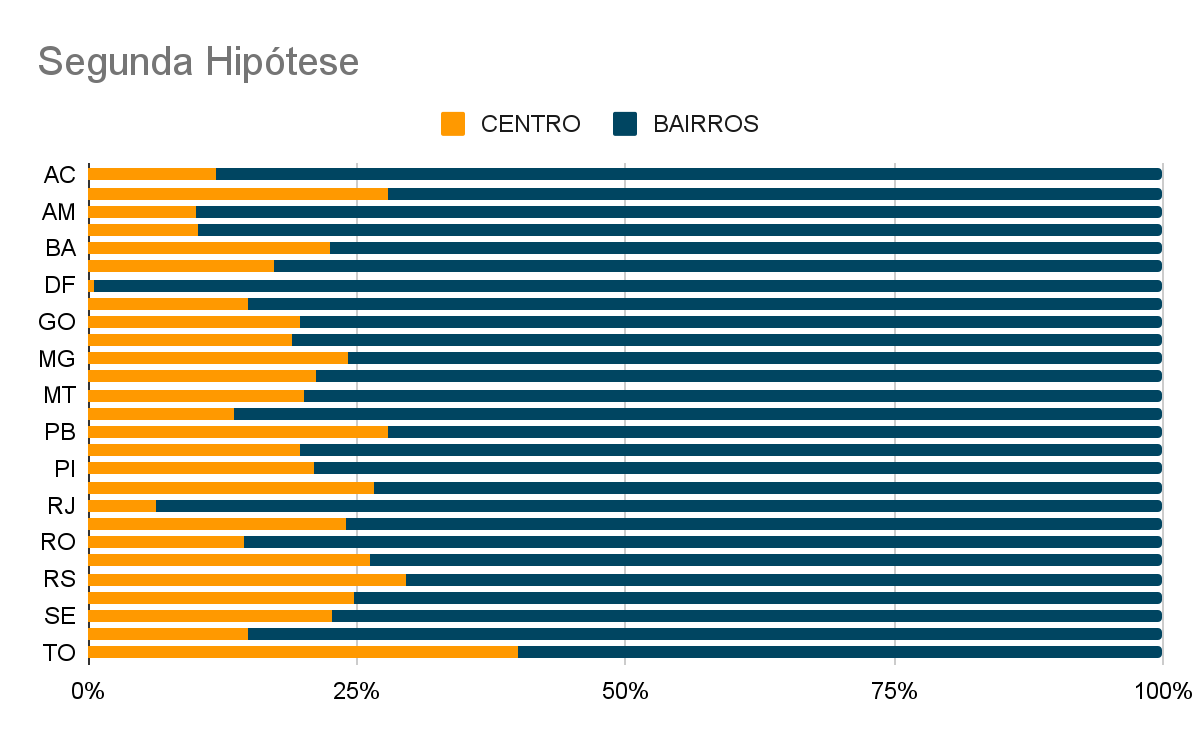 Segunda Hipótese
CENTRO BAIRROS
AC
AM
BA
DF
GO
MG
MT
PB
PI
RJ
RO
RS
SE
TO
0% 25% 50% 75% 100%